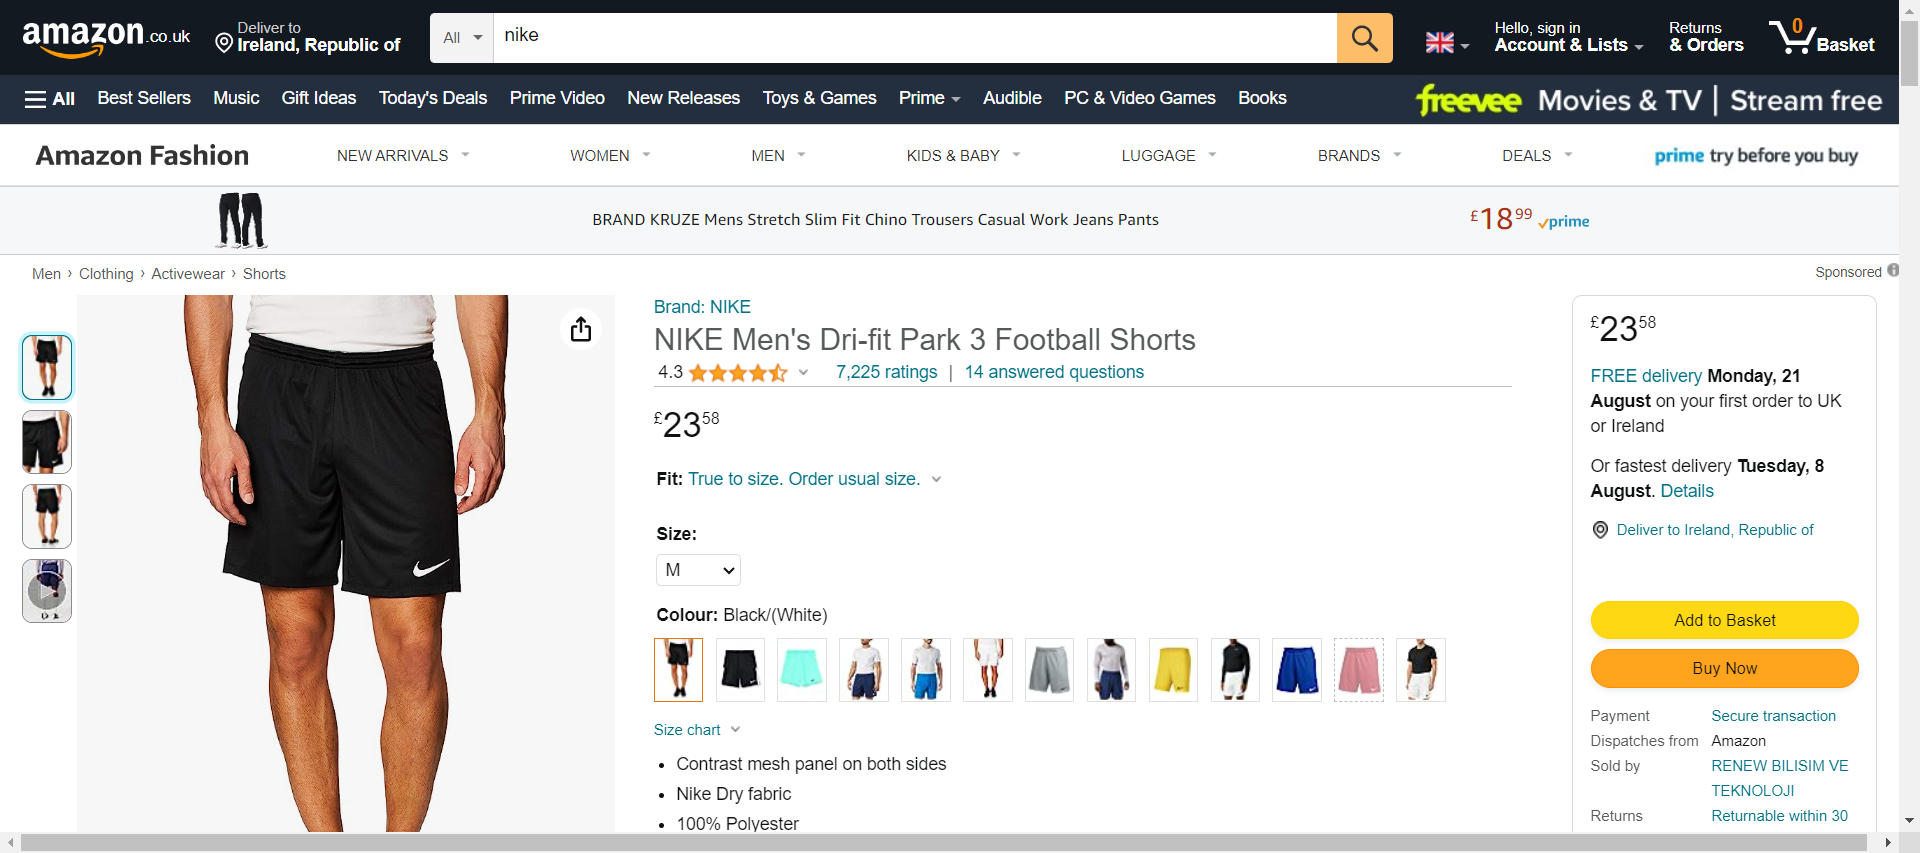 amazon.co.uk
Deliver to
Ireland, Republic of
All
nike
Hello, sign in
Account & Lists
Returns
& Orders
0
Basket
All
Best Sellers
Music
Gift Ideas
Today's Deals
Prime Video
New Releases
Toys & Games
Prime
Audible
PC & Video Games
Books
freevee Movies & TV | Stream free
Amazon Fashion
NEW ARRIVALS
WOMEN
MEN
KIDS & BABY
LUGGAGE
BRANDS
DEALS
prime try before you buy
BRAND KRUZE Mens Stretch Slim Fit Chino Trousers Casual Work Jeans Pants
£18 99 prime
Men › Clothing › Activewear › Shorts
Sponsored
Brand: NIKE
NIKE Men's Dri-fit Park 3 Football Shorts
4.3
7,225 ratings | 14 answered questions
£23 58
Fit: True to size. Order usual size.
Size:
M
Colour: Black/(White)
Size chart
• Contrast mesh panel on both sides
• Nike Dry fabric
• 100% Polyester
£23 58
FREE delivery Monday, 21
August on your first order to UK
or Ireland
Or fastest delivery Tuesday, 8
August. Details
Deliver to Ireland, Republic of
Add to Basket
Buy Now
Payment Secure transaction
Dispatches from Amazon
Sold by RENEW BILISIM VE
TEKNOLOJI
Returns Returnable within 30